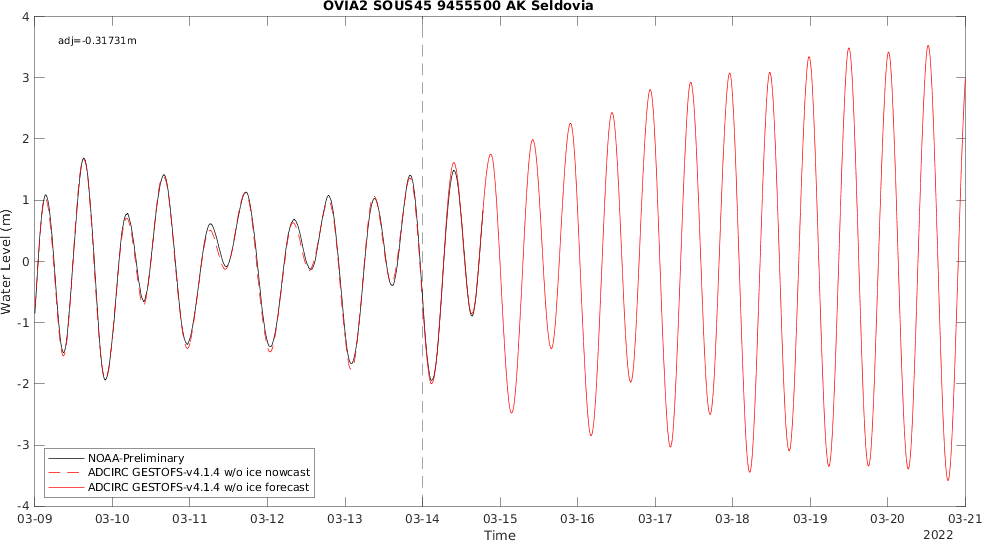 OVIA2 SOUS45 9455500 AK Seldovia
adj=-0.31731m
4
3
2
1
0
-1
-2
-3
-4
Water Level (m)
NOAA-Preliminary
ADCIRC GESTOFS-v4.1.4 w/o ice nowcast
ADCIRC GESTOFS-v4.1.4 w/o ice forecast
03-09 03-10 03-11 03-12 03-13 03-14 03-15 03-16 03-17 03-18 03-19 03-20 03-21
Time
2022